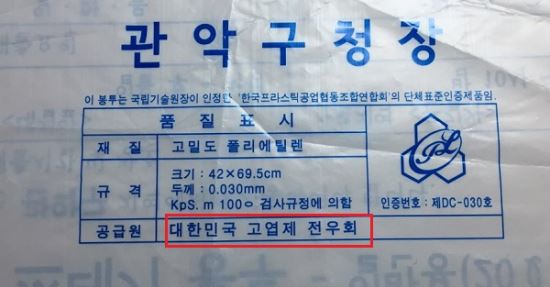 관악구청장
이 봉투는 국립기술원장이 인정한 '한국프라스틱공업협동조합연합회'의 단체표준인증제품임.
품질표시
재질 고밀도 폴리에틸렌
규격 크기 : 42×69.5cm
두께 : 0.030mm
KpS. m 100ㅇ 검사규정에 의함
공급원 대한민국 고엽제 전우회
인증번호 : 제DC-030호